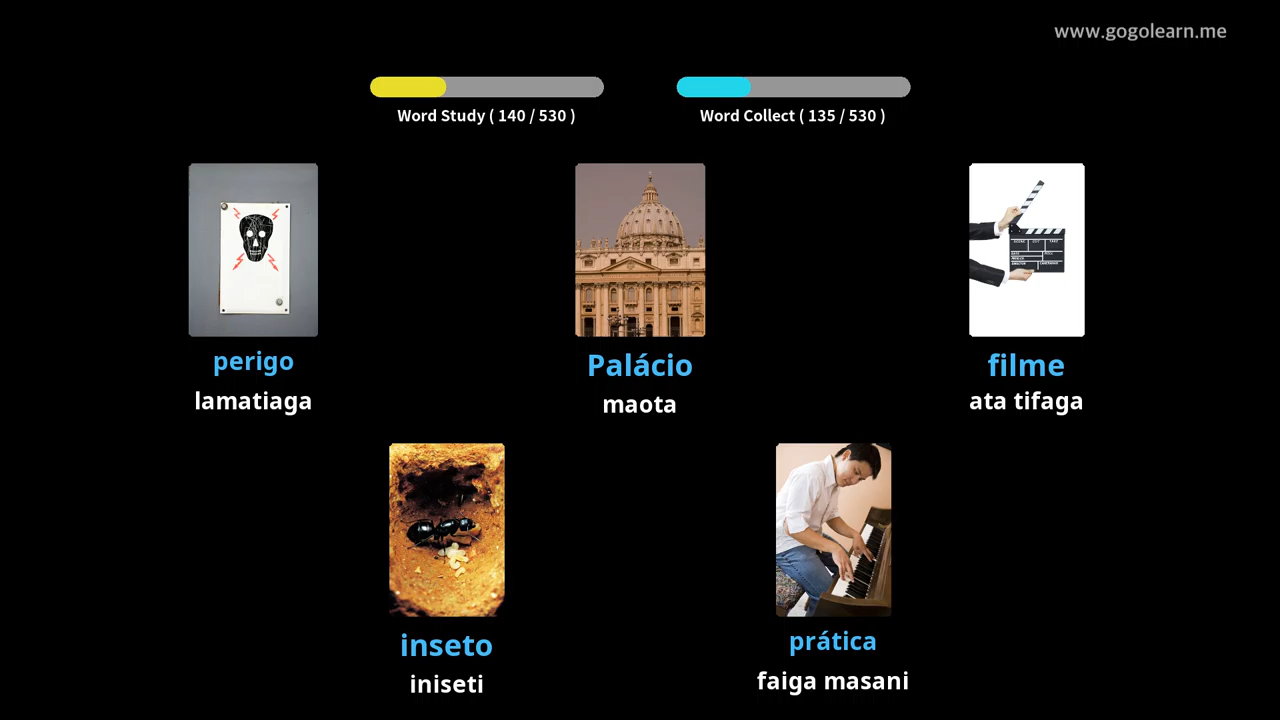 www.gogolearn.me
Word Study ( 140 / 530 )
Word Collect ( 135 / 530 )
perigo
lamatiaga
Palácio
maota
filme
ata tifaga
inseto
iniseti
prática
faiga masani